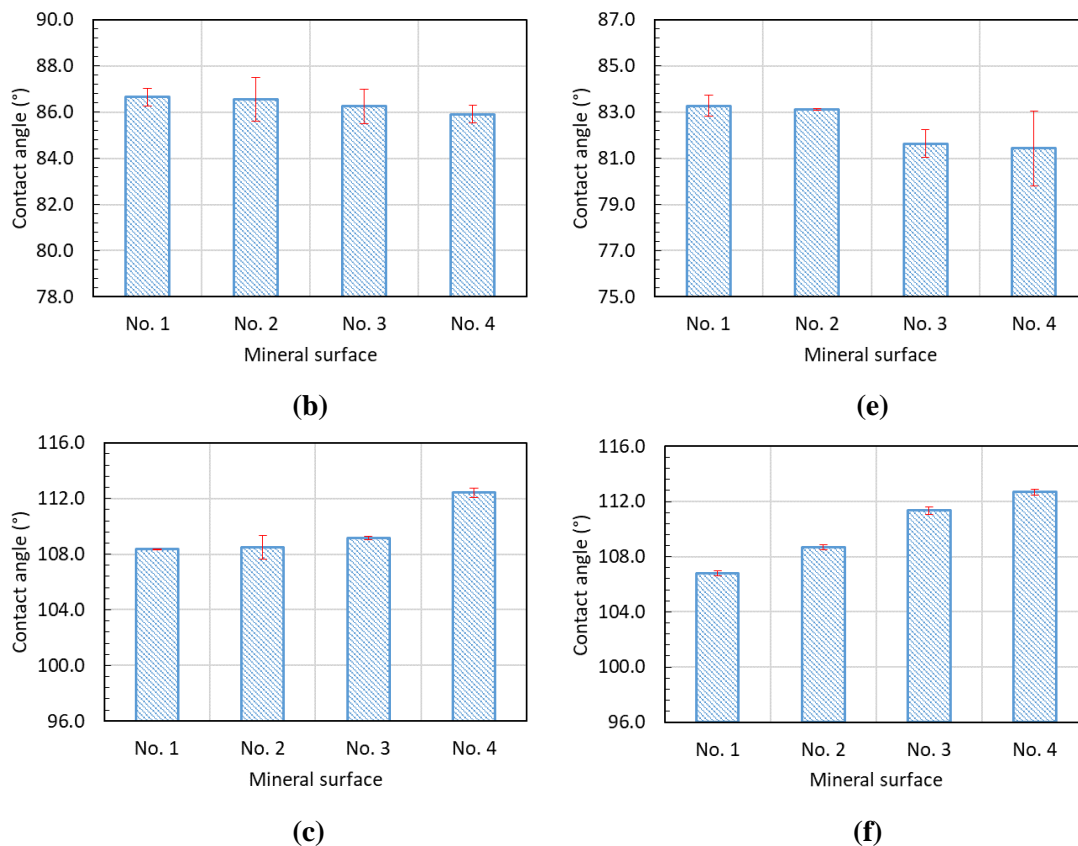 90.0
88.0
86.0
84.0
82.0
80.0
78.0
Contact angle (°)
No. 1 No. 2 No. 3 No. 4
Mineral surface
(b)
87.0
85.0
83.0
81.0
79.0
77.0
75.0
Contact angle (°)
No. 1 No. 2 No. 3 No. 4
Mineral surface
(e)
116.0
112.0
108.0
104.0
100.0
96.0
Contact angle (°)
No. 1 No. 2 No. 3 No. 4
Mineral surface
(c)
116.0
112.0
108.0
104.0
100.0
96.0
Contact angle (°)
No. 1 No. 2 No. 3 No. 4
Mineral surface
(f)